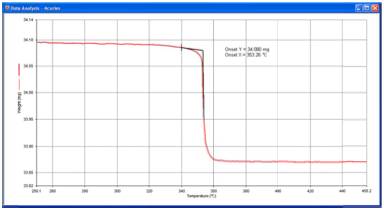 Data Analysis - 4curies
34.14
34.10
34.05
34.00
33.95
33.90
33.85
33.82
Weight (mg)
Onset Y = 34.080 mg
Onset X = 353.26 °C
250.1 260 280 300 320 340 360 380 400 420 440 455.2
Temperature (°C)